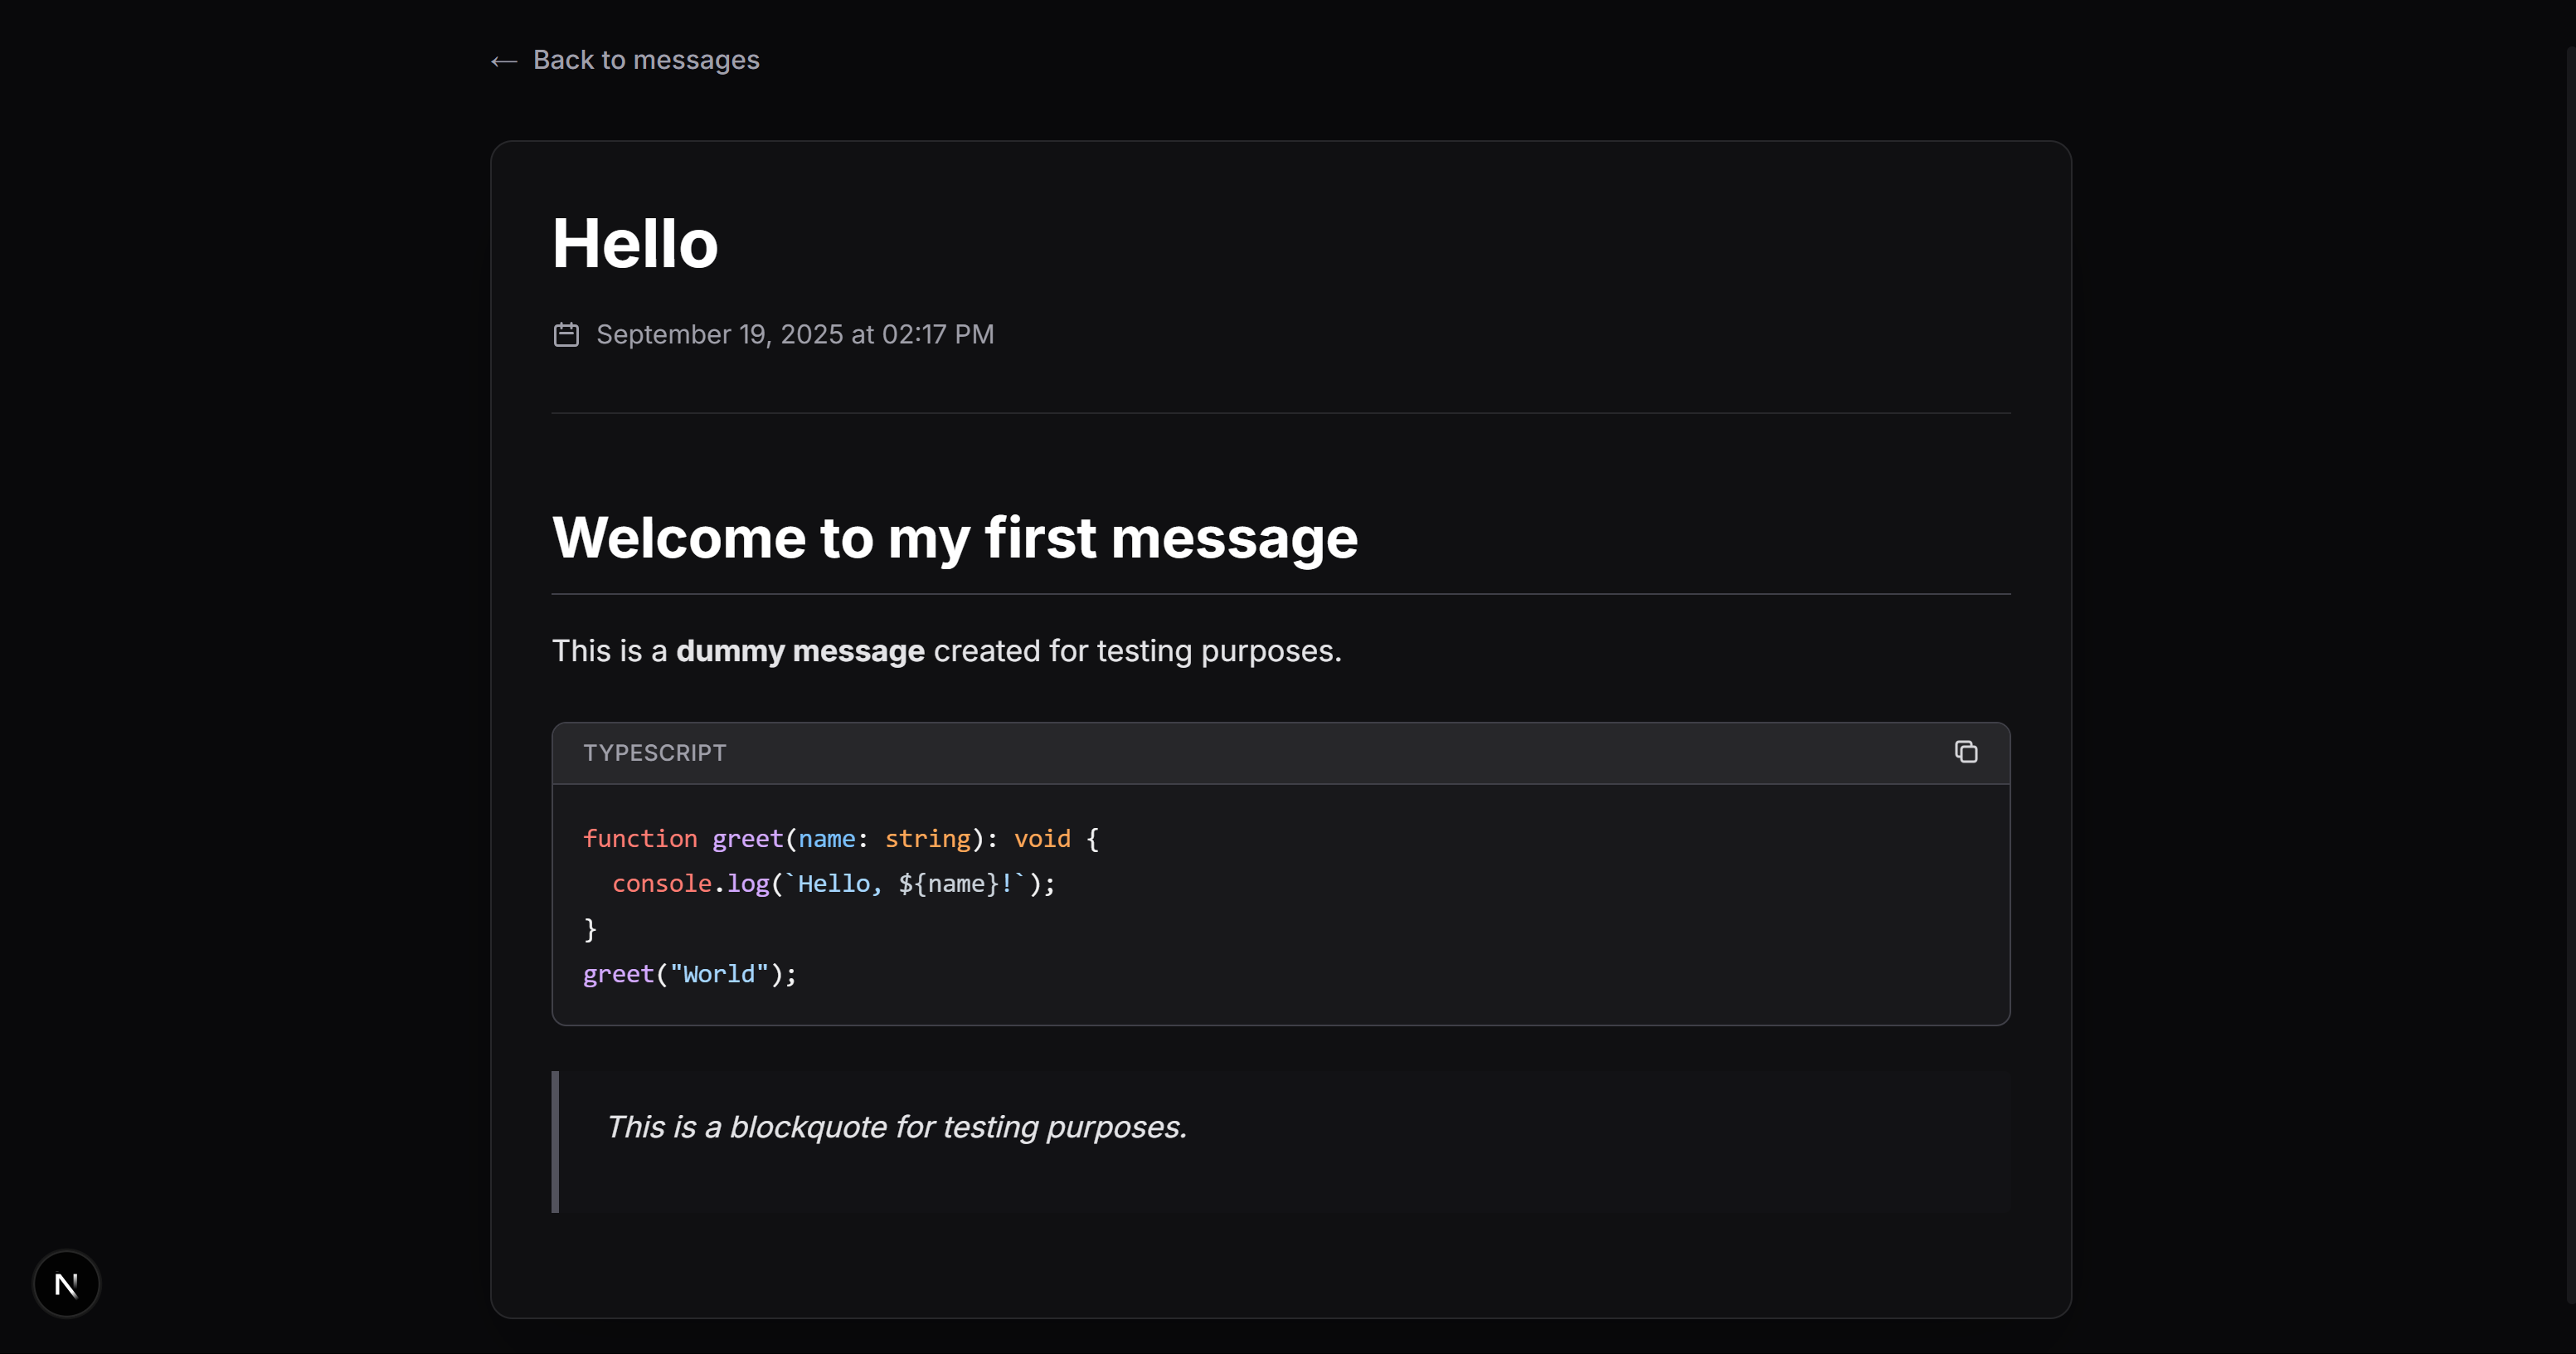 ← Back to messages
Hello
September 19, 2025 at 02:17 PM
Welcome to my first message
This is a dummy message created for testing purposes.
TYPESCRIPT
function greet(name: string): void {
  console.log(`Hello, ${name}!`);
}
greet("World");
This is a blockquote for testing purposes.
N